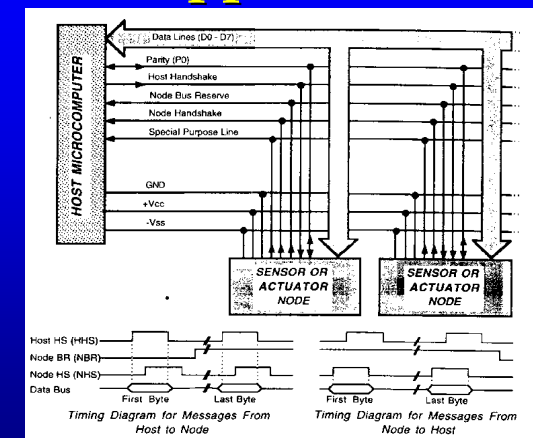 HOST MICROCOMPUTER
Data Lines (D0 - D7)
Parity (P0)
Host Handshake
Node Bus Reserve
Node Handshake
Special Purpose Line
GND
+Vcc
-Vss
SENSOR OR
ACTUATOR
NODE
SENSOR OR
ACTUATOR
NODE
Host HS (HHS)
Node BR (NBR)
Node HS (NHS)
Data Bus
First Byte
Last Byte
First Byte
Last Byte
Timing Diagram for Messages From
Host to Node
Timing Diagram for Messages From
Node to Host